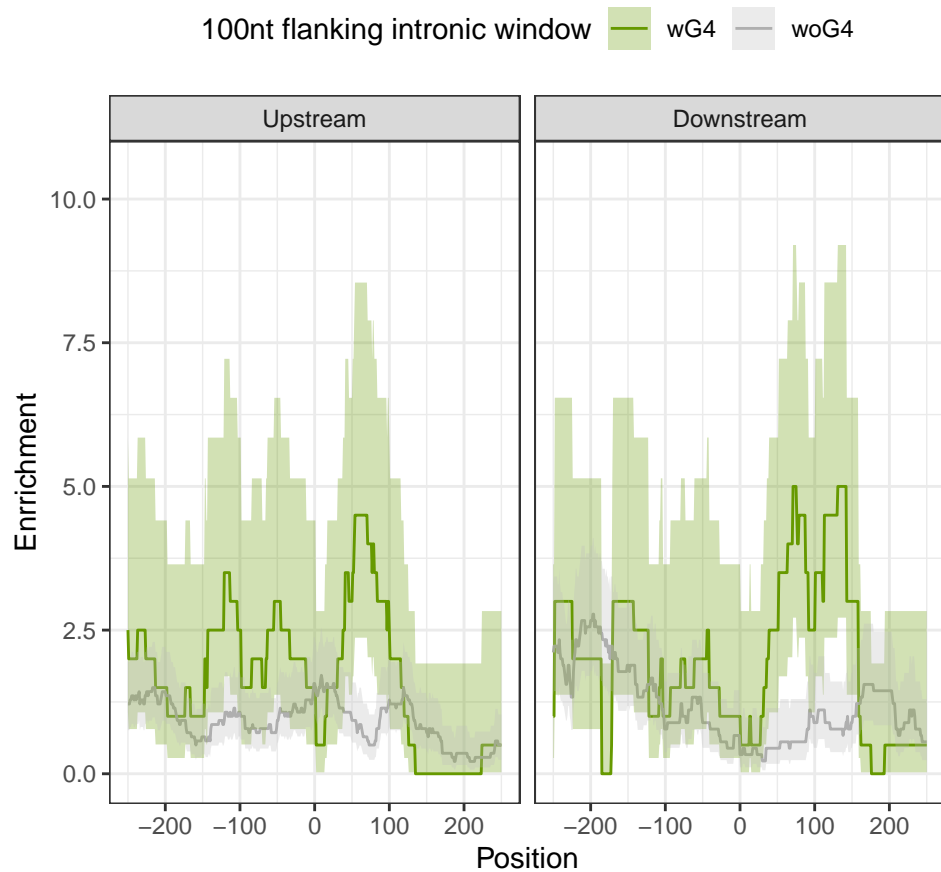 100nt flanking intronic window wG4 woG4
Upstream Downstream
10.0
7.5
5.0
2.5
0.0
Enrrichment
−200 −100 0 100 200 −200 −100 0 100 200
Position